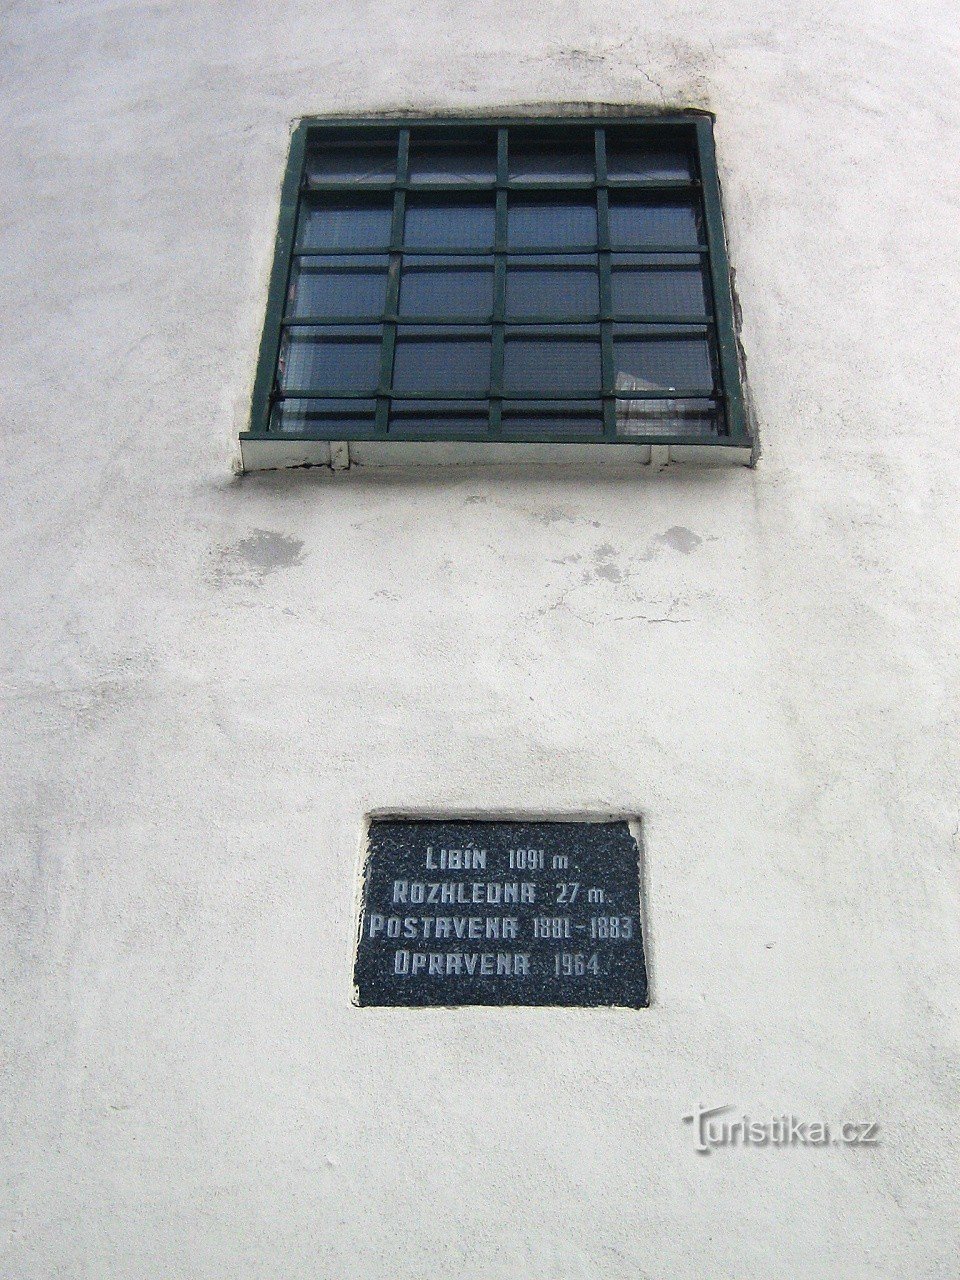 LIBÍN 1091 m.
ROZHLEDNA 27 m.
POSTAVENA 1881-1883
OPRAVENA 1964.
Turistika.cz